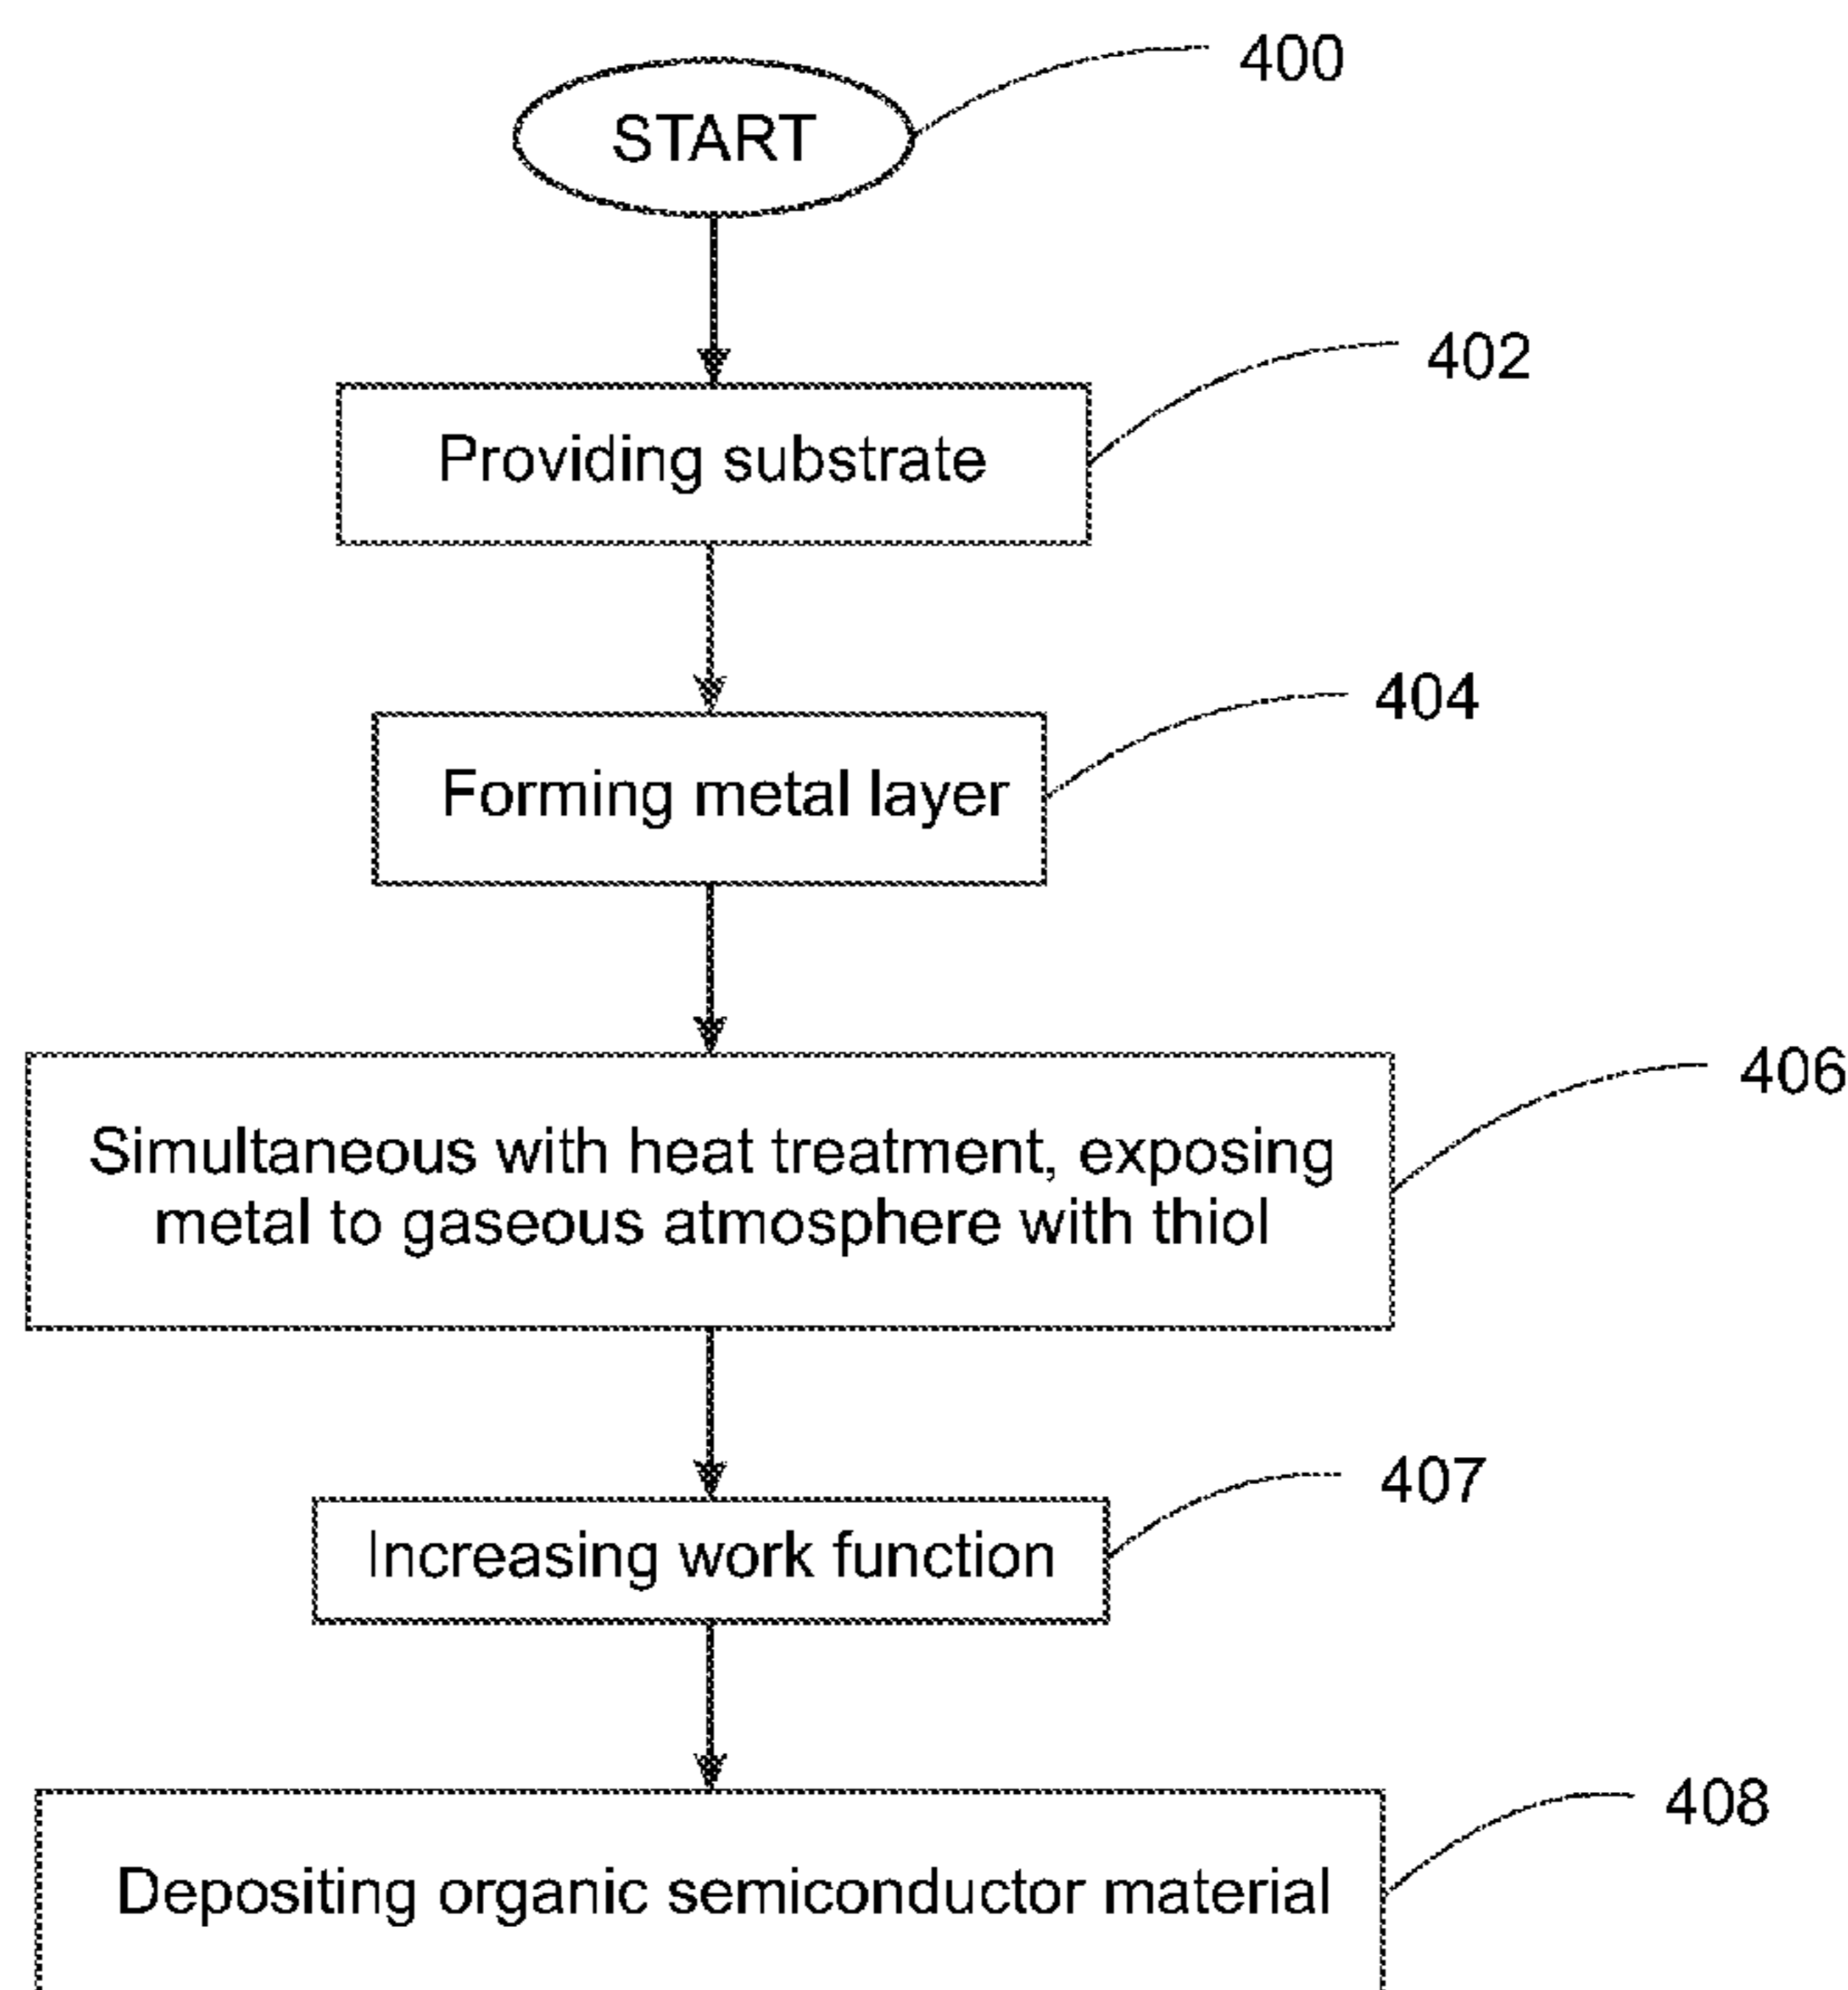 START
400
Providing substrate
402
Forming metal layer
404
Simultaneous with heat treatment, exposing
metal to gaseous atmosphere with thiol
406
Increasing work function
407
Depositing organic semiconductor material
408